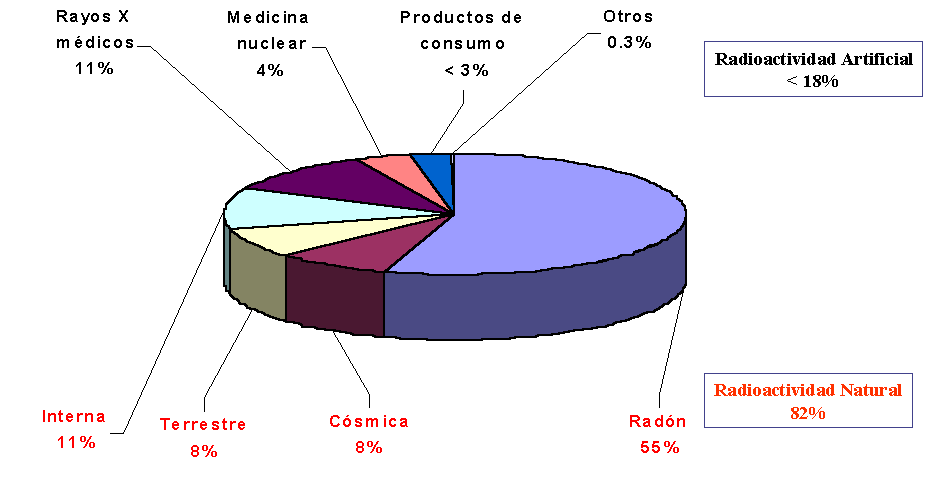 Rayos X
médicos
11%
Medicina
nuclear
4%
Productos de
consumo
< 3%
Otros
0.3%
Radioactividad Artificial
< 18%
Interna
11%
Terrestre
8%
Cósmica
8%
Radón
55%
Radioactividad Natural
82%